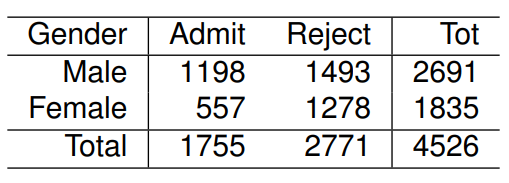 Gender Admit Reject Tot
Male 1198 1493 2691
Female 557 1278 1835
Total 1755 2771 4526